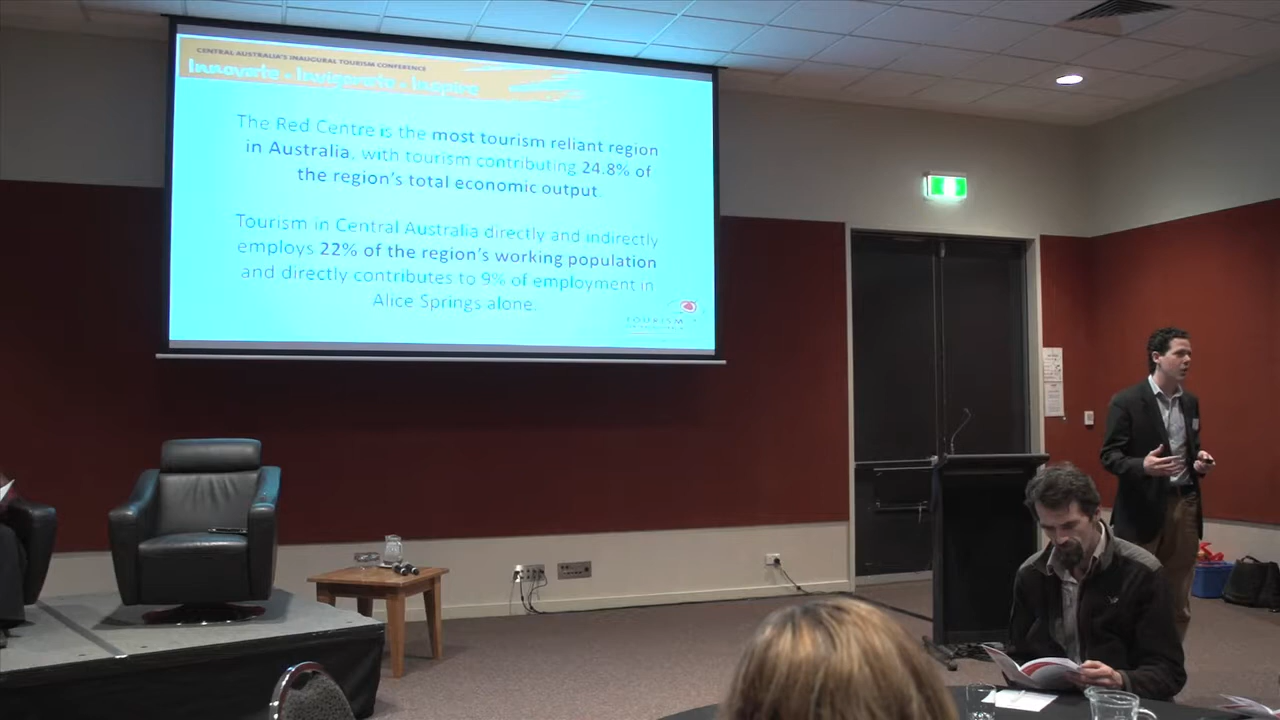 CENTRAL AUSTRALIA'S INAUGURAL TOURISM CONFERENCE
Innovate • Invigorate • Inspire
The Red Centre is the most tourism reliant region
in Australia, with tourism contributing 24.8% of
the region's total economic output.
Tourism in Central Australia directly and indirectly
employs 22% of the region's working population
and directly contributes to 9% of employment in
Alice Springs alone.
TOURISM